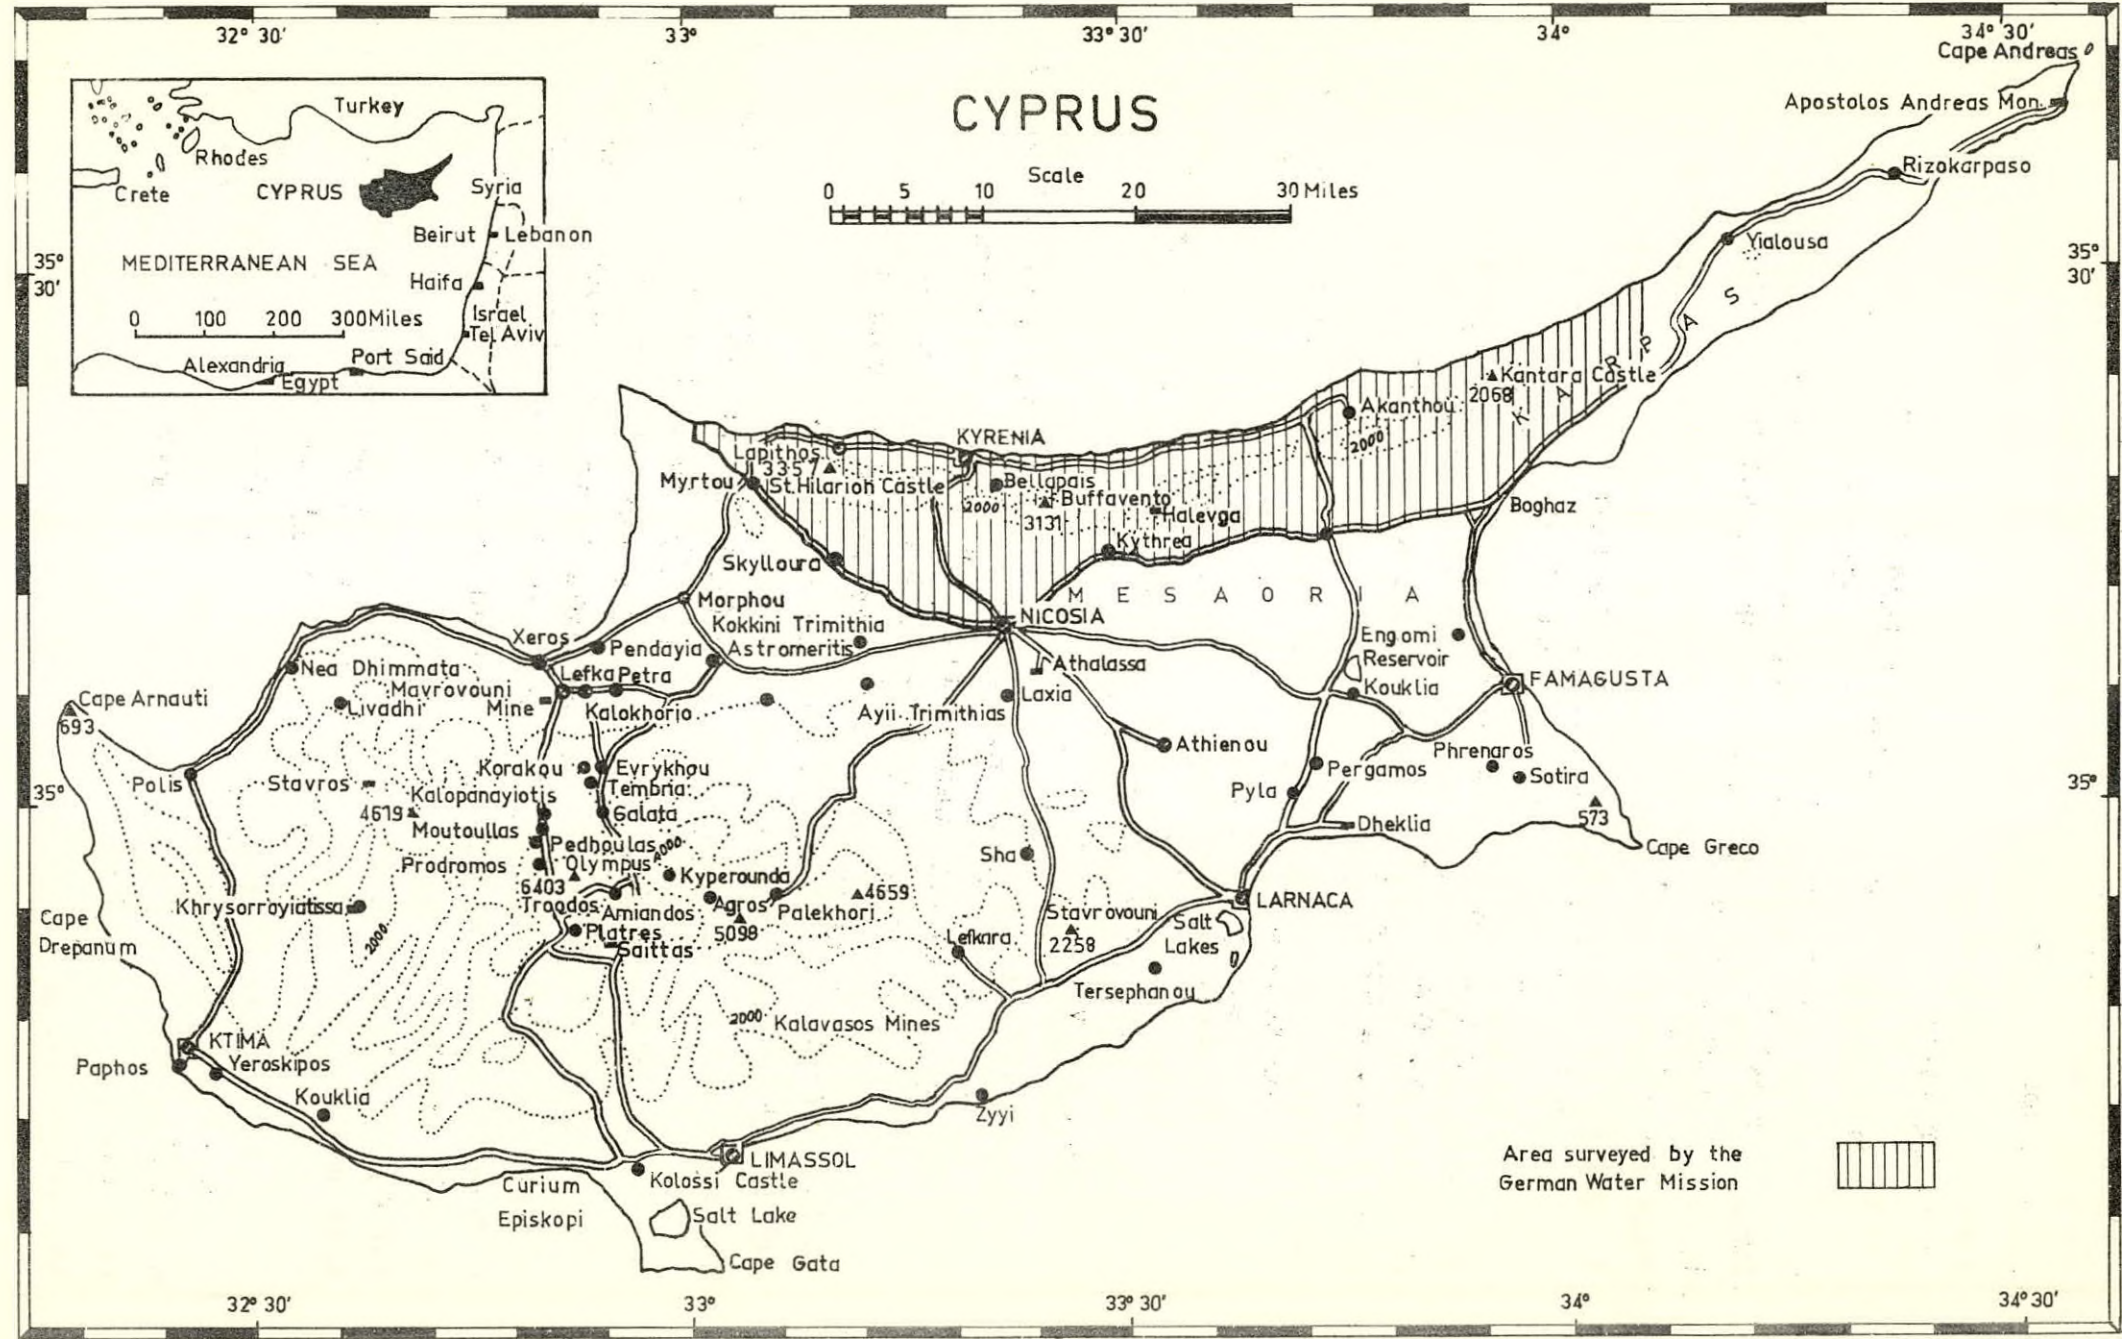 32° 30′
33°
33° 30′
34°
34° 30′
Cape Andreas
Turkey
Rhodes
Crete
CYPRUS
Syria
Beirut
Lebanon
MEDITERRANEAN SEA
Haifa
Israel
0 100 200 300 Miles
Tel Aviv
Alexandria
Port Said
Egypt
CYPRUS
Scale
0 5 10 20 30 Miles
Apostolos Andreas Mon.
Rizokarpaso
Yialousa
35°
30′
35°
30′
KARPAS
Kantara Castle
2068
Akanthou
2000
KYRENIA
Lapithos
3357
Myrtou
St. Hilarion Castle
Bellapais
2000
Buffavento
3131
Halevga
Boghaz
Kythrea
Skylloura
MESAORIA
Morphou
NICOSIA
Kokkini Trimithia
Xeros
Pendayia
Astromeritis
Engomi
Reservoir
Nea Dhimmata
Lefka
Petra
Athalassa
Kouklia
FAMAGUSTA
Cape Arnauti
693
Livadhi
Mavrovouni
Mine
Kalokhorio
Ayii Trimithias
Laxia
Athienou
Phrenaros
Polis
Stavros
Korakou
Evrykhou
Pergamos
Sotira
35°
35°
Kalopanayiotis
Tembria
Pyla
4619
Galata
573
Moutoullas
Dheklia
Pedhoulas
4000
Cape Greco
Prodromos
Olympus
Sha
6403
Kyperounda
4659
Troodos
Amiandos
Agros
Palekhori
LARNACA
Khrysorroyiatissa
Stavrovouni
Salt
Lakes
Cape
Drepanum
2000
Platres
5098
Lefkara
2258
Saittas
Tersephanou
2000
Kalavasos Mines
KTIMA
Paphos
Yeroskipos
Kouklia
Zyyi
LIMASSOL
Curium
Kolossi Castle
Episkopi
Salt Lake
Cape Gata
Area surveyed by the
German Water Mission
32° 30′
33°
33° 30′
34°
34° 30′